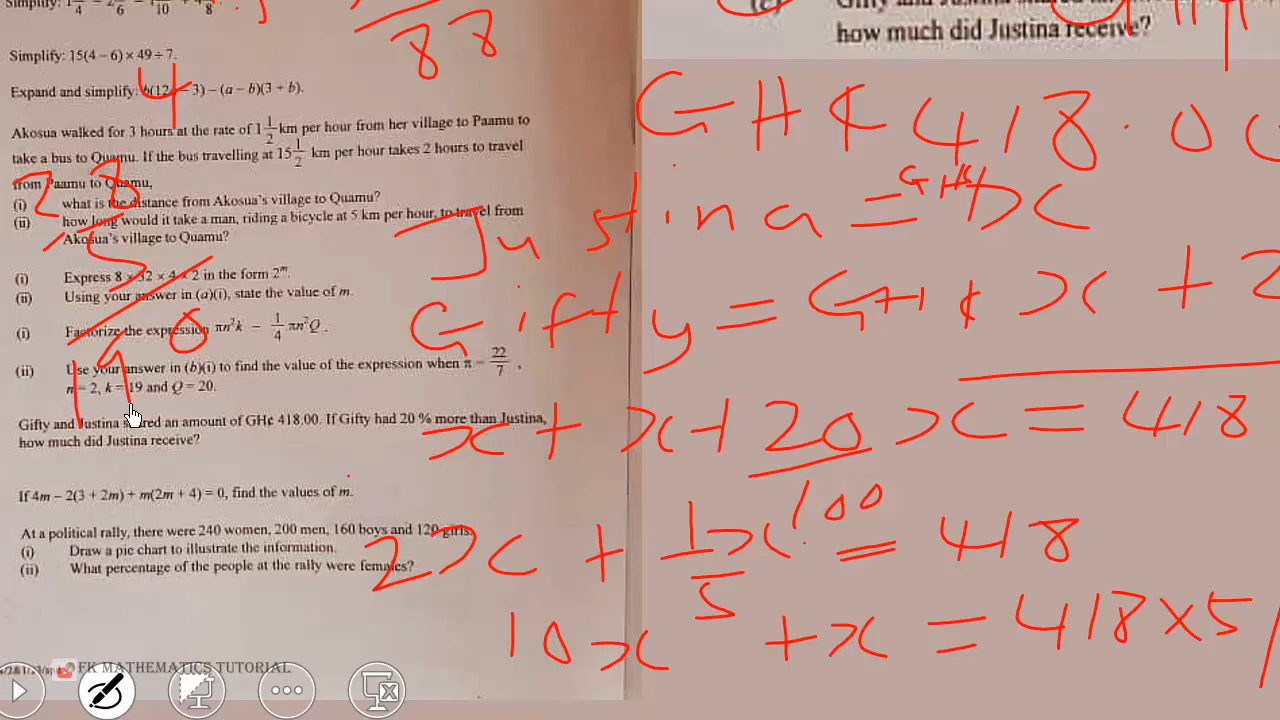 Simplify:
Simplify: 15(4 – 6) × 49 ÷ 7.
Expand and simplify: – 3) – (a – b)(3 + b).
Akosua walked for 3 hours at the rate of 1 1/2 km per hour from her village to Paamu to
take a bus to Quamu. If the bus travelling at 15 1/2 km per hour takes 2 hours to travel
from Paamu to Quamu,
(i) what is the distance from Akosua's village to Quamu?
(ii) how long would it take a man, riding a bicycle at 5 km per hour, to travel from
Akosua's village to Quamu?
(i) Express 8 × 32 × 4 × 2 in the form 2ᵐ.
(ii) Using your answer in (a)(i), state the value of m.
(i) Factorize the expression πn²k – 1/4 πn²Q.
(ii) Use your answer in (b)(i) to find the value of the expression when π = 22/7,
n = 2, k = 19 and Q = 20.
Gifty and Justina shared an amount of GH¢ 418.00. If Gifty had 20 % more than Justina,
how much did Justina receive?
If 4m – 2(3 + 2m) + m(2m + 4) = 0, find the values of m.
At a political rally, there were 240 women, 200 men, 160 boys and 120 girls.
(i) Draw a pie chart to illustrate the information.
(ii) What percentage of the people at the rally were females?
FK MATHEMATICS TUTORIAL
88
4
28
5
190
(c)
how much did Justina receive?
GH¢ 418.00
Justina = GH¢ x
Gifty = GH¢ x + 2
x + x + 20/100 x = 418
2x + 1/5 x = 418
10x + x = 418 × 5